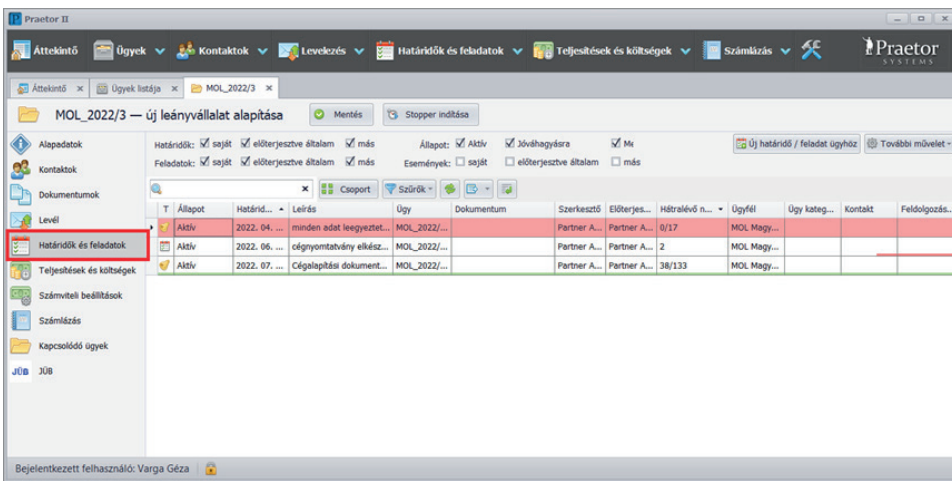 Praetor II
Áttekintő Ügyek Kontaktok Levelezés Határidők és feladatok Teljesítések és költségek Számlázás Praetor SYSTEMS
Áttekintő × Ügyek listája × MOL_2022/3 ×
MOL_2022/3 — új leányvállalat alapítása Mentés Stopper indítása
Alapadatok
Kontaktok
Dokumentumok
Levél
Határidők és feladatok
Teljesítések és költségek
Számviteli beállítások
Számlázás
Kapcsolódó ügyek
JÜB JÜB
Határidők: saját előterjesztve általam más Állapot: Aktív Jóváhagyásra Me
Feladatok: saját előterjesztve általam más Események: saját előterjesztve általam más
Új határidő / feladat ügyhöz További művelet
× Csoport Szűrők
T Állapot Határid... Leírás Ügy Dokumentum Szerkesztő Előterjes... Hátralévő n... Ügyfél Ügy kateg... Kontakt Feldolgozás..
Aktív 2022. 04. ... minden adat leegyeztet... MOL_2022/... Partner A... Partner A... 0/17 MOL Magy...
Aktív 2022. 06. ... cégnyomtatvány elkész... MOL_2022/... Partner A... Partner A... 2 MOL Magy...
Aktív 2022. 07. ... Cégalapítási dokument... MOL_2022/... Partner A... Partner A... 38/133 MOL Magy...
Bejelentkezett felhasználó: Varga Géza